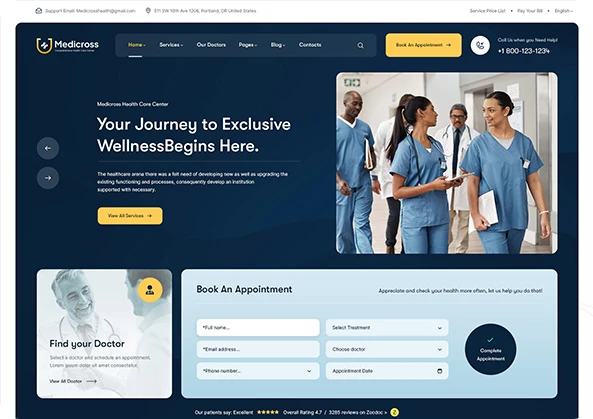 Support Email: Medicrosshealth@gmail.com
511 SW 10th Ave 1206, Portland, OR United States
Service Price List
Pay Your Bill
English
Medicross
Comprehensive Health Care Center
Home
Services
Our Doctors
Pages
Blog
Contacts
Book An Appointment
Call Us when you Need Help!
+1 800-123-1234
Medicross Health Care Center
Your Journey to Exclusive
WellnessBegins Here.
The healthcare arena there was a felt need of developing new as well as upgrading the
existing functioning and processes, consequently develop an institution
supported with necessary.
View All Services
Find your Doctor
Select a doctor and schedule an appoinment.
Lorem ipsum dolor sit amet consectetur.
View All Doctor
Book An Appointment
Appreciate and check your health more often, let us help you do that!
*Full name...
Select Treatment
*Email address...
Choose doctor
*Phone number...
Appointment Date
Complete
Appointment
Our patients say: Excellent
Overall Rating 4.7 / 3285 reviews on Zocdoc >
Z